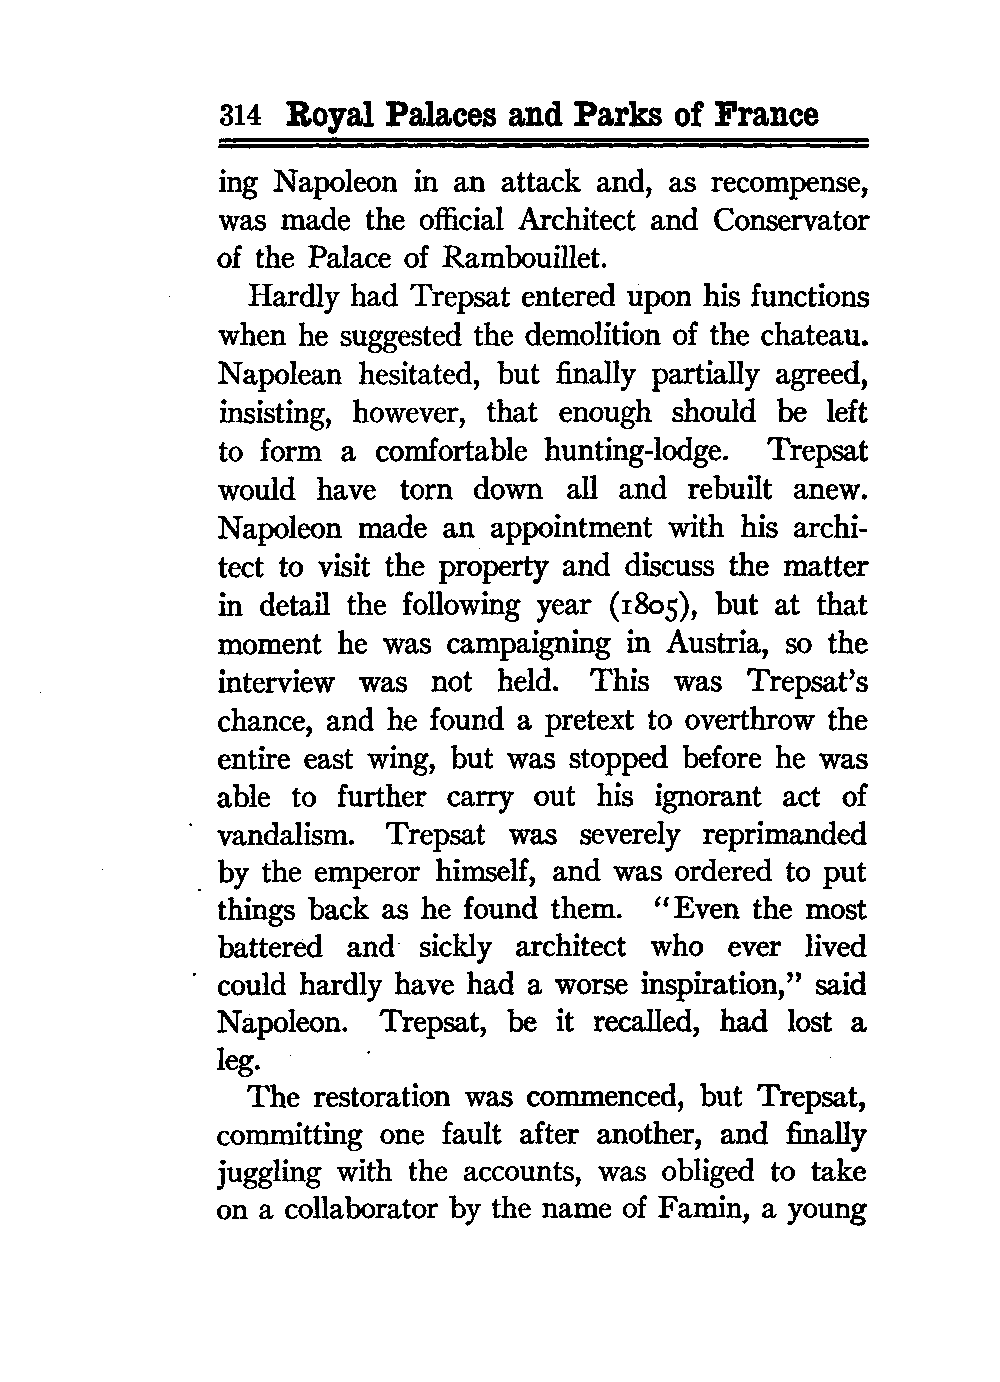 314 Royal Palaces and Parks of France
ing Napoleon in an attack and, as recompense,
was made the official Architect and Conservator
of the Palace of Rambouillet.
Hardly had Trepsat entered upon his functions
when he suggested the demolition of the chateau.
Napolean hesitated, but finally partially agreed,
insisting, however, that enough should be left
to form a comfortable hunting-lodge. Trepsat
would have torn down all and rebuilt anew.
Napoleon made an appointment with his archi-
tect to visit the property and discuss the matter
in detail the following year (1805), but at that
moment he was campaigning in Austria, so the
interview was not held. This was Trepsat's
chance, and he found a pretext to overthrow the
entire east wing, but was stopped before he was
able to further carry out his ignorant act of
vandalism. Trepsat was severely reprimanded
by the emperor himself, and was ordered to put
things back as he found them. "Even the most
battered and sickly architect who ever lived
could hardly have had a worse inspiration," said
Napoleon. Trepsat, be it recalled, had lost a
leg.
The restoration was commenced, but Trepsat,
committing one fault after another, and finally
juggling with the accounts, was obliged to take
on a collaborator by the name of Famin, a young